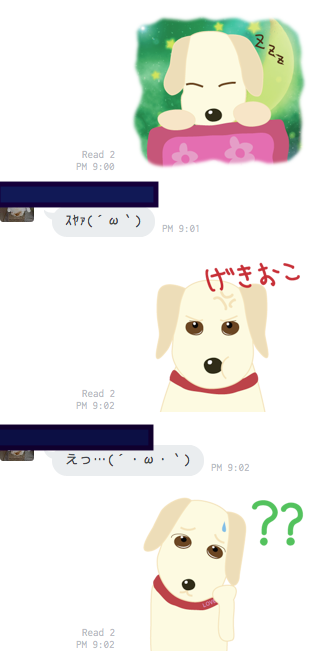 Z z z
Read 2
PM 9:00
ｽﾔｧ(´ω｀)
PM 9:01
げきおこ
Read 2
PM 9:02
えっ…(´・ω・｀)
PM 9:02
??
LOVE
Read 2
PM 9:02